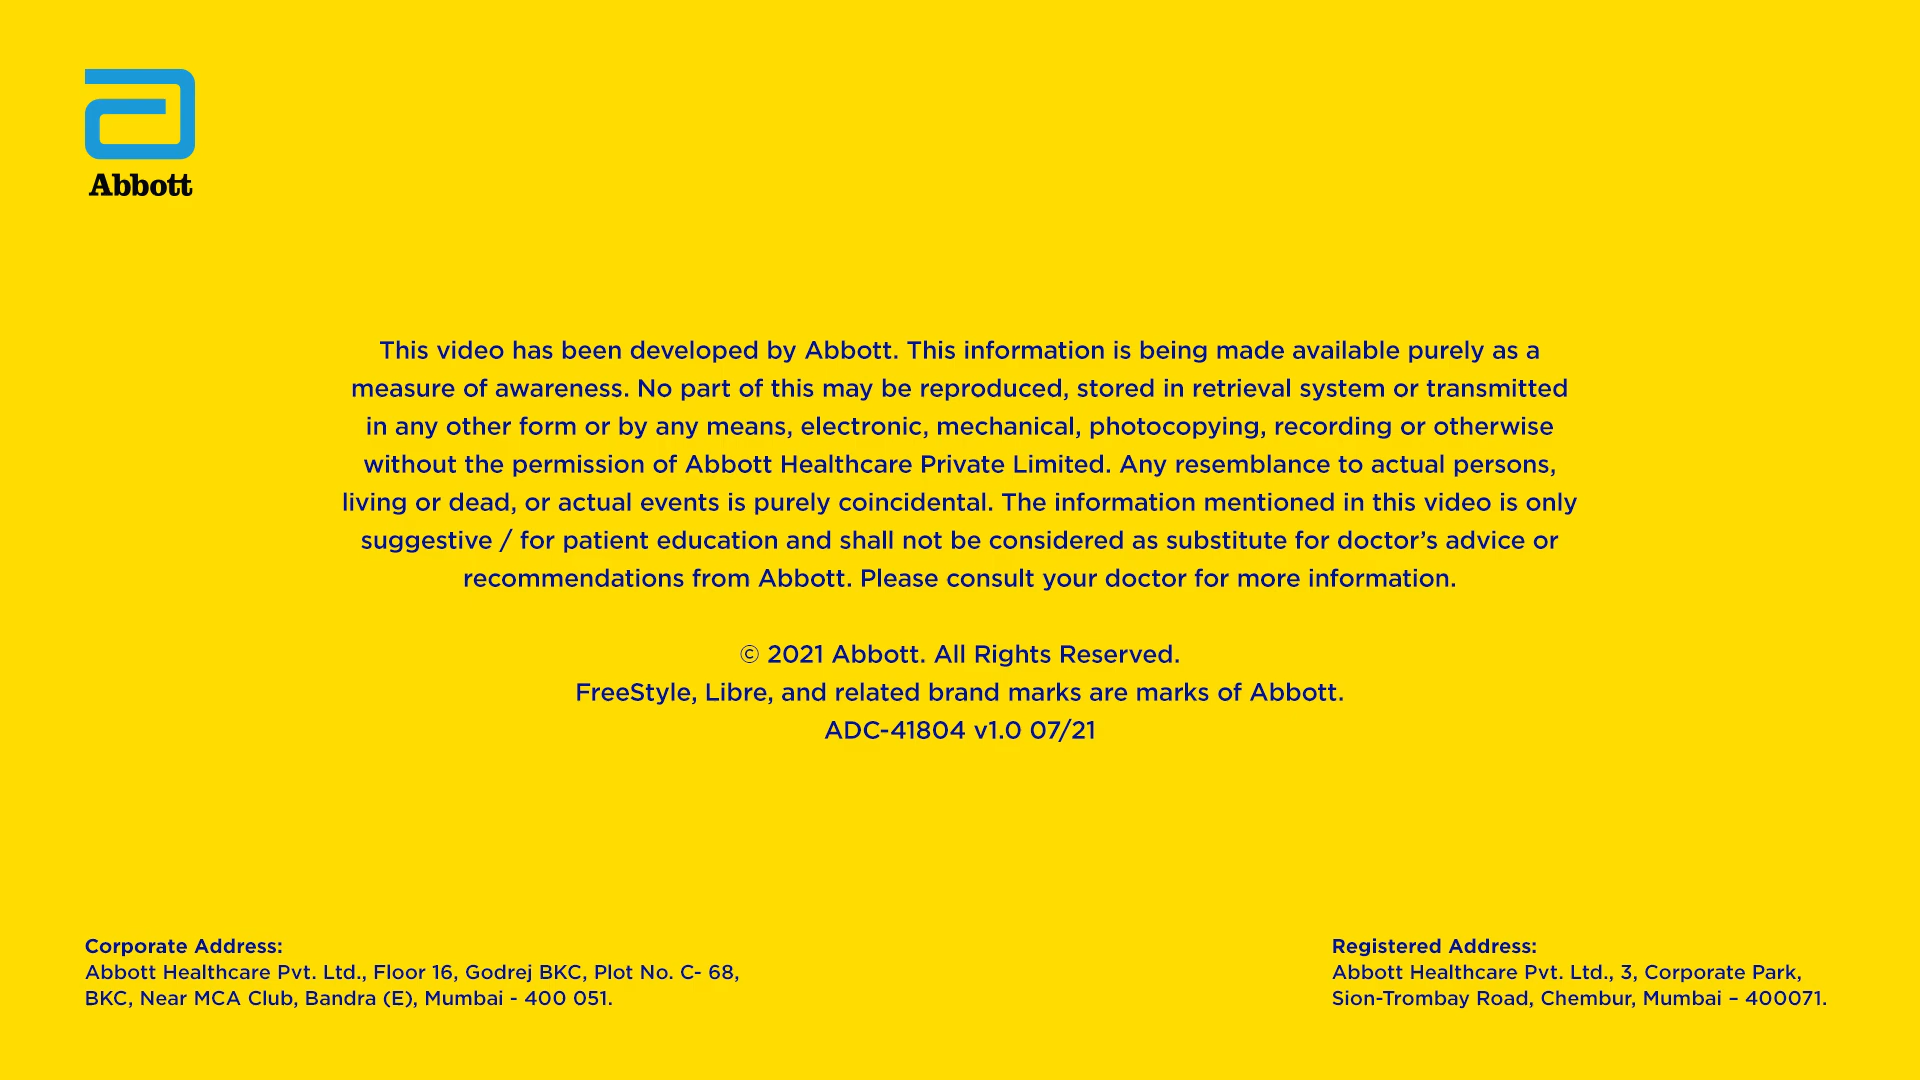 Abbott
This video has been developed by Abbott. This information is being made available purely as a
measure of awareness. No part of this may be reproduced, stored in retrieval system or transmitted
in any other form or by any means, electronic, mechanical, photocopying, recording or otherwise
without the permission of Abbott Healthcare Private Limited. Any resemblance to actual persons,
living or dead, or actual events is purely coincidental. The information mentioned in this video is only
suggestive / for patient education and shall not be considered as substitute for doctor’s advice or
recommendations from Abbott. Please consult your doctor for more information.
© 2021 Abbott. All Rights Reserved.
FreeStyle, Libre, and related brand marks are marks of Abbott.
ADC-41804 v1.0 07/21
Corporate Address:
Abbott Healthcare Pvt. Ltd., Floor 16, Godrej BKC, Plot No. C- 68,
BKC, Near MCA Club, Bandra (E), Mumbai - 400 051.
Registered Address:
Abbott Healthcare Pvt. Ltd., 3, Corporate Park,
Sion-Trombay Road, Chembur, Mumbai – 400071.